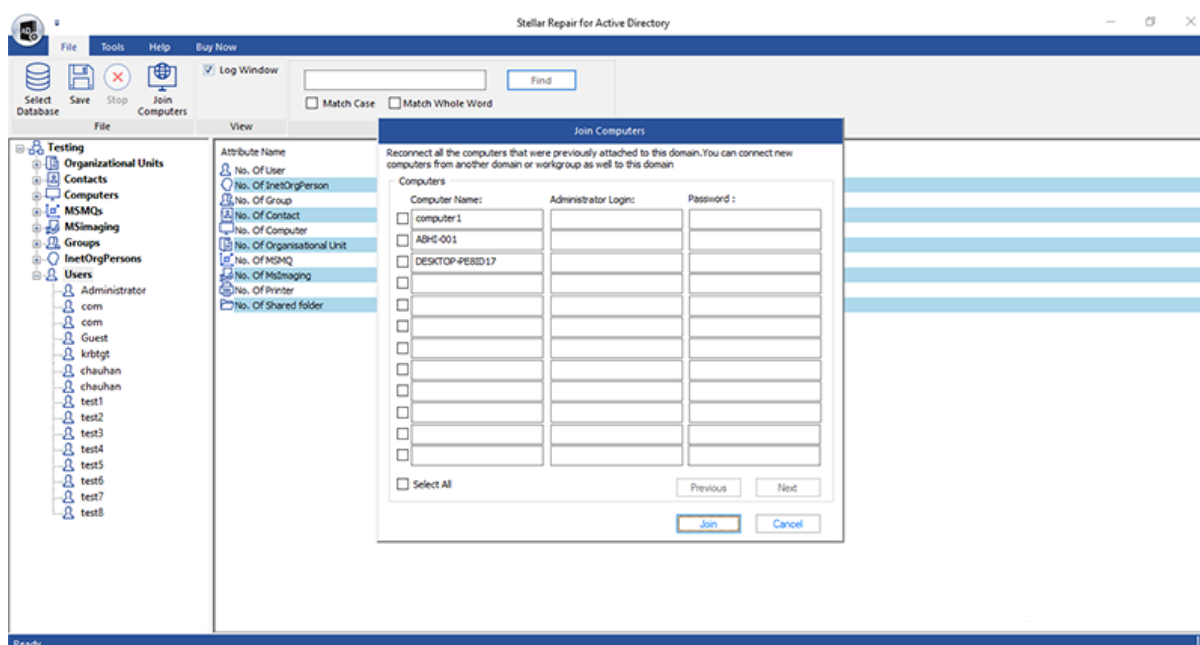 Stellar Repair for Active Directory
File Tools Help Buy Now
Log Window
Find
Select Database
Save
Stop
Join Computers
Match Case
Match Whole Word
File
View
Testing
Organizational Units
Contacts
Computers
MSMQs
MSimaging
Groups
InetOrgPersons
Users
Administrator
com
com
Guest
krbtgt
chauhan
chauhan
test1
test2
test3
test4
test5
test6
test7
test8
Attribute Name
No. Of User
No. Of InetOrgPerson
No. Of Group
No. Of Contact
No. Of Computer
No. Of Organisational Unit
No. Of MSMQ
No. Of MsImaging
No. Of Printer
No. Of Shared folder
Join Computers
Reconnect all the computers that were previously attached to this domain.You can connect new
computers from another domain or workgroup as well to this domain
Computers
Computer Name: Administrator Login: Password :
computer1
ABHI-001
DESKTOP-PE8ID17
Select All
Previous
Next
Join
Cancel
Ready